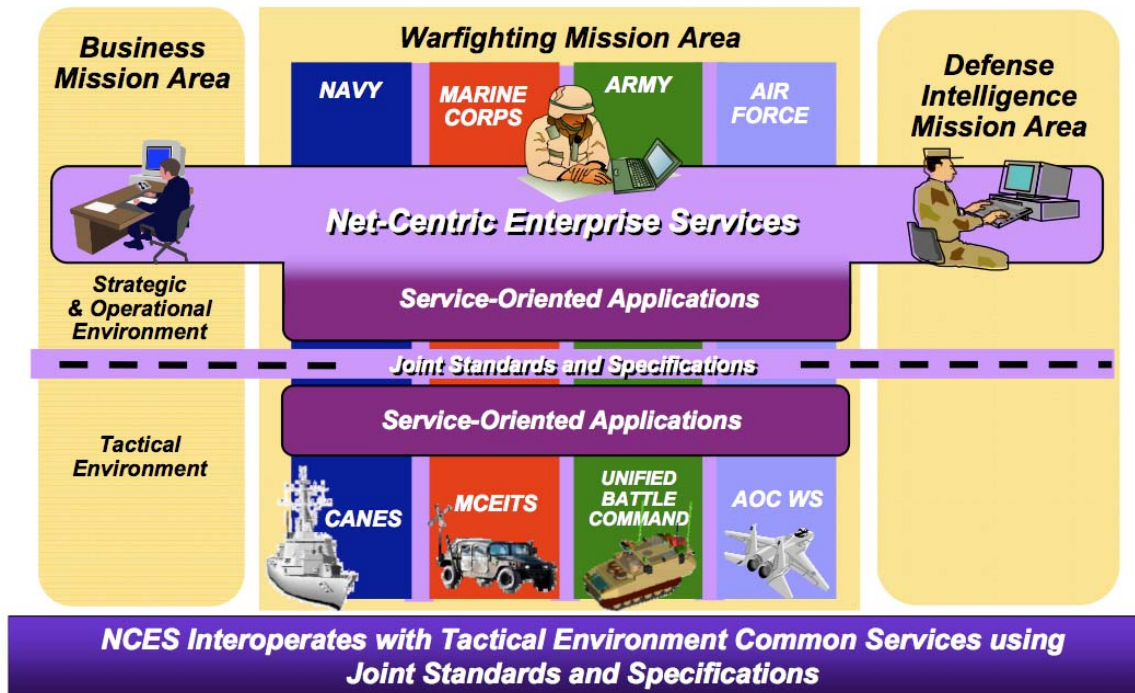 Business
Mission Area
Warfighting Mission Area
Defense
Intelligence
Mission Area
NAVY
MARINE
CORPS
ARMY
AIR
FORCE
Net-Centric Enterprise Services
Strategic
& Operational
Environment
Service-Oriented Applications
Joint Standards and Specifications
Service-Oriented Applications
Tactical
Environment
CANES
MCEITS
UNIFIED
BATTLE
COMMAND
AOC WS
NCES Interoperates with Tactical Environment Common Services using
Joint Standards and Specifications